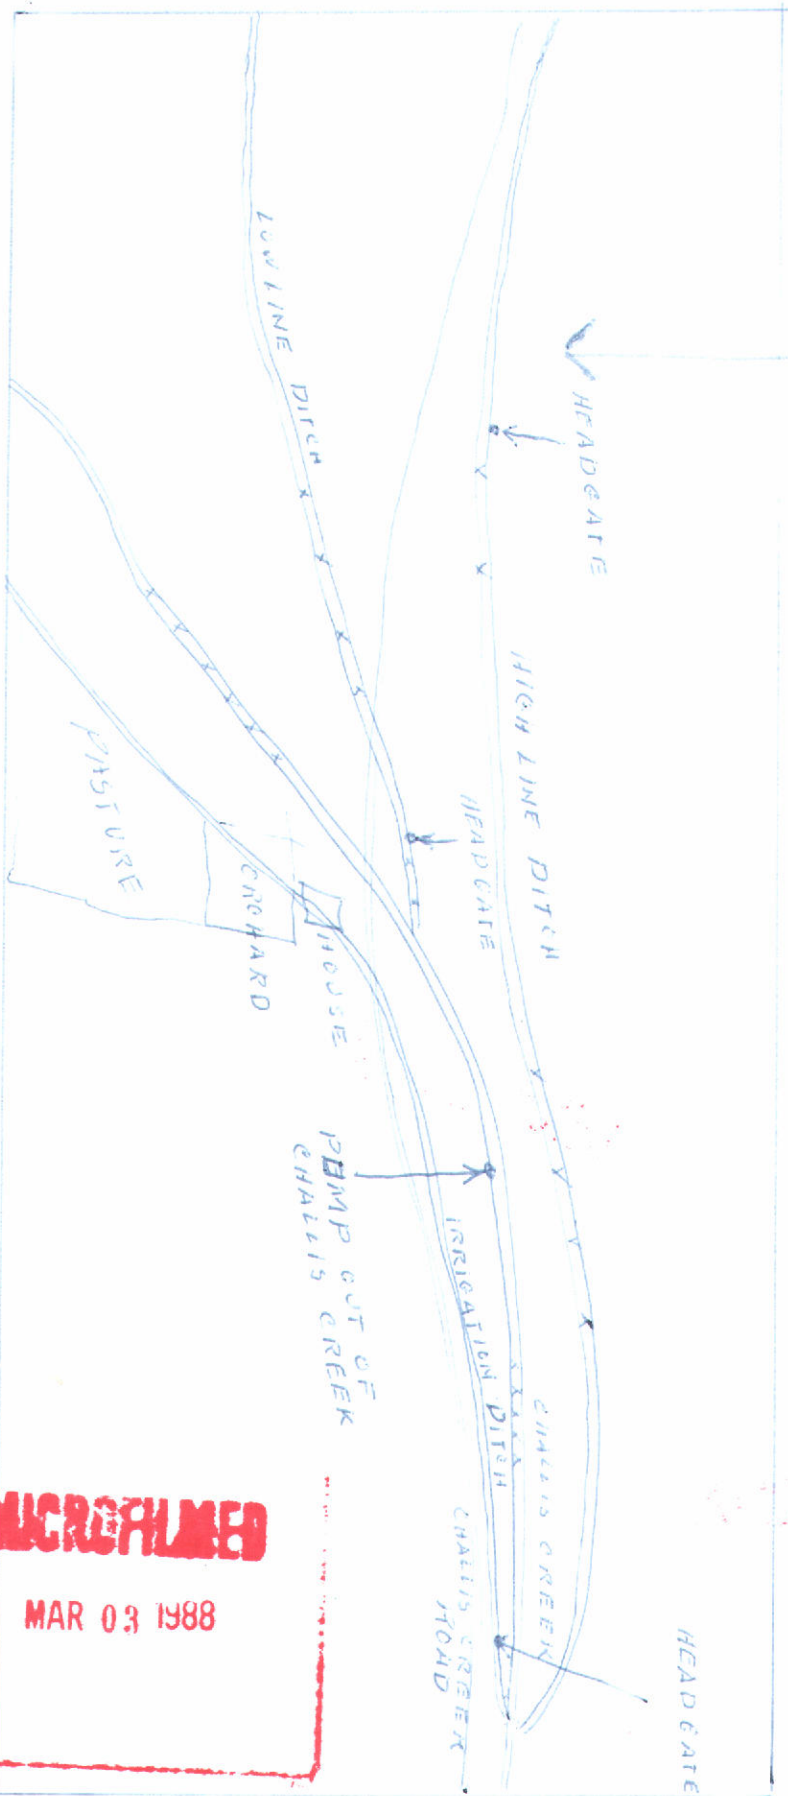 HEADGATE
HIGH LINE DITCH
LOW LINE DITCH
HEADGATE
PASTURE
ORCHARD
HOUSE
PUMP OUT OF
CHALLIS CREEK
IRRIGATION DITCH
CHALLIS CREEK
CHALLIS CREEK
ROAD
HEADGATE
MICROFILMED
MAR 03 1988